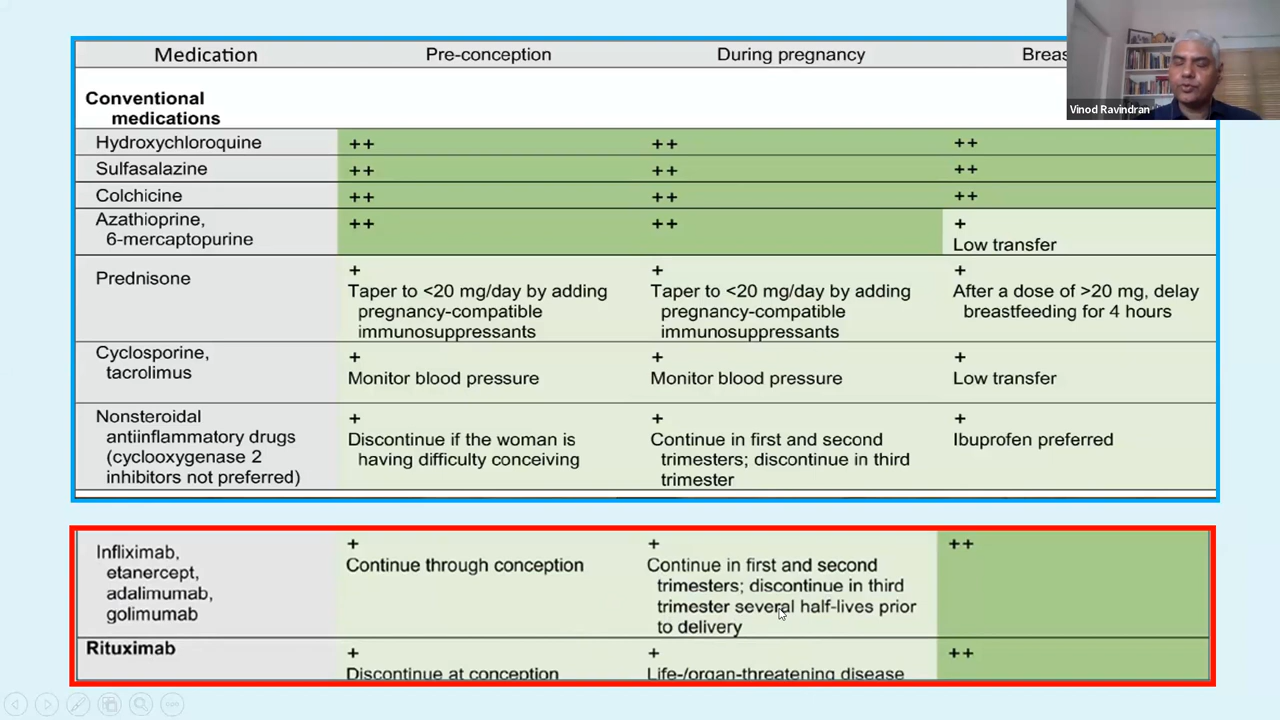 Medication Pre-conception During pregnancy Breas
Vinod Ravindran
Conventional
medications
Hydroxychloroquine ++ ++ ++
Sulfasalazine ++ ++ ++
Colchicine ++ ++ ++
Azathioprine,
6-mercaptopurine
++
++
+
Low transfer
Prednisone
+
Taper to <20 mg/day by adding
pregnancy-compatible
immunosuppressants
+
Taper to <20 mg/day by adding
pregnancy-compatible
immunosuppressants
+
After a dose of >20 mg, delay
breastfeeding for 4 hours
Cyclosporine,
tacrolimus
+
Monitor blood pressure
+
Monitor blood pressure
+
Low transfer
Nonsteroidal
antiinflammatory drugs
(cyclooxygenase 2
inhibitors not preferred)
+
Discontinue if the woman is
having difficulty conceiving
+
Continue in first and second
trimesters; discontinue in third
trimester
+
Ibuprofen preferred
Infliximab,
etanercept,
adalimumab,
golimumab
+
Continue through conception
+
Continue in first and second
trimesters; discontinue in third
trimester several half-lives prior
to delivery
++
Rituximab
+
Discontinue at conception
+
Life-/organ-threatening disease
++